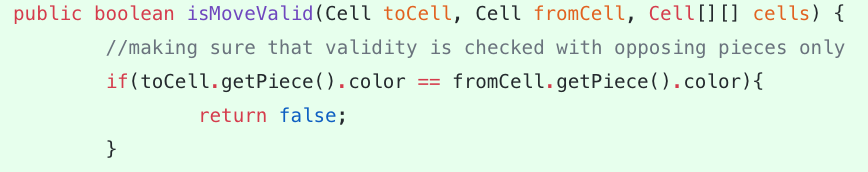 public boolean isMoveValid(Cell toCell, Cell fromCell, Cell[][] cells) {
//making sure that validity is checked with opposing pieces only
if(toCell.getPiece().color == fromCell.getPiece().color){
return false;
}